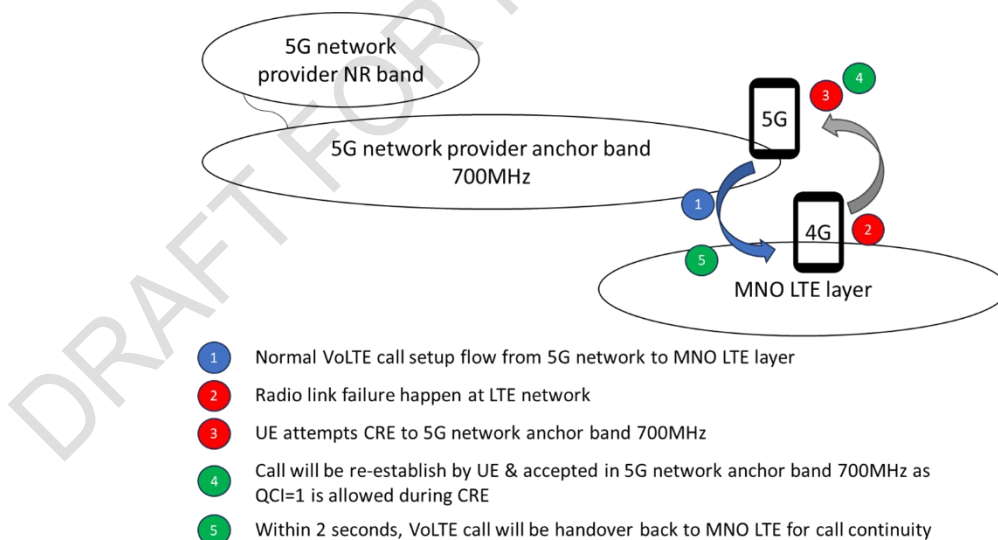 5G network
provider NR band
5G network provider anchor band
700MHz
5G
3
4
1
4G
2
5
MNO LTE layer
1 Normal VoLTE call setup flow from 5G network to MNO LTE layer
2 Radio link failure happen at LTE network
3 UE attempts CRE to 5G network anchor band 700MHz
4 Call will be re-establish by UE & accepted in 5G network anchor band 700MHz as
QCI=1 is allowed during CRE
5 Within 2 seconds, VoLTE call will be handover back to MNO LTE for call continuity
DRAFT FOR